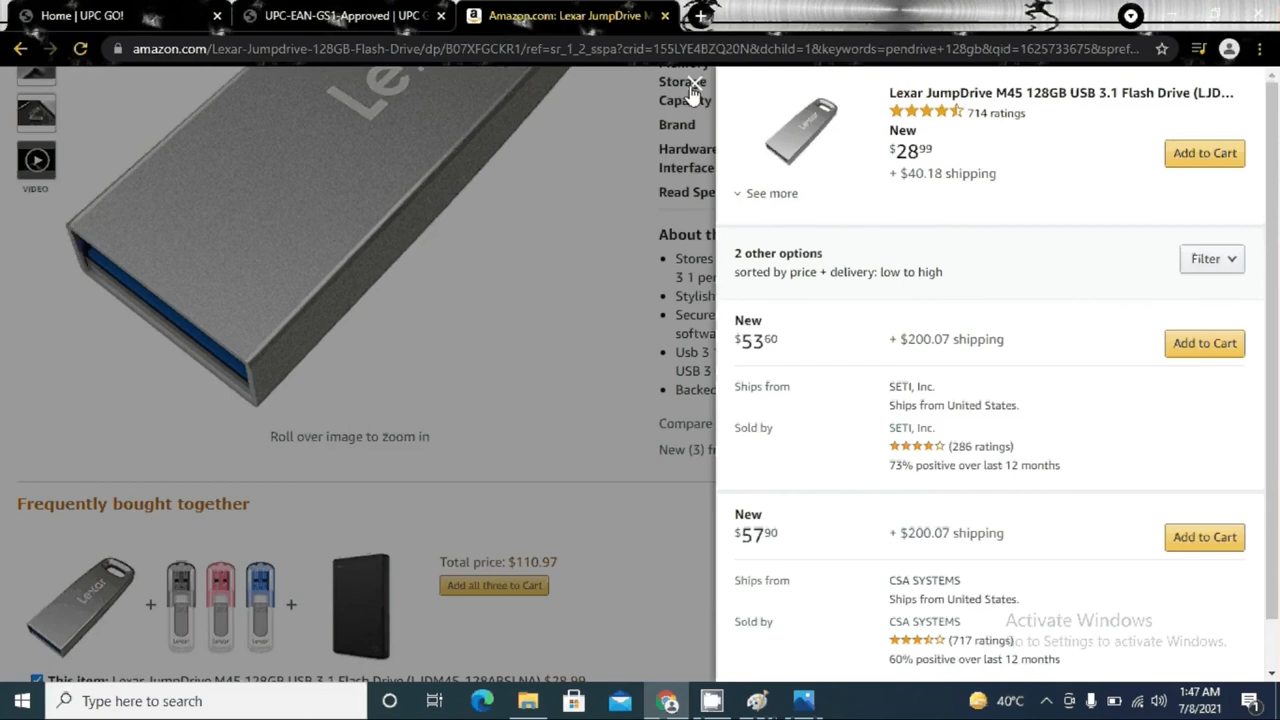 Home | UPC GO!
UPC-EAN-GS1-Approved | UPC G
Amazon.com: Lexar JumpDrive M
amazon.com/Lexar-Jumpdrive-128GB-Flash-Drive/dp/B07XFGCKR1/ref=sr_1_2_sspa?crid=155LYE4BZQ20N&dchild=1&keywords=pendrive+128gb&qid=1625733675&spref...
VIDEO
Lexar
Roll over image to zoom in
Storage
Capacity
Brand
Hardware
Interface
Read Spe
About th
Stores
3 1 per
Stylish
Secure
softwa
Usb 3
USB 3
Backed
Compare
New (3) f
Frequently bought together
Lexar
+
+
Total price: $110.97
Add all three to Cart
This item: Lexar JumpDrive M45 128GB USB 3.1 Flash Drive (LJDM45-128ABSLNA) $28.99
Lexar JumpDrive M45 128GB USB 3.1 Flash Drive (LJD...
714 ratings
New
$28 99
+ $40.18 shipping
Add to Cart
See more
2 other options
sorted by price + delivery: low to high
Filter
New
$53 60
+ $200.07 shipping
Add to Cart
Ships from
SETI, Inc.
Ships from United States.
Sold by
SETI, Inc.
(286 ratings)
73% positive over last 12 months
New
$57 90
+ $200.07 shipping
Add to Cart
Ships from
CSA SYSTEMS
Ships from United States.
Sold by
CSA SYSTEMS
(717 ratings)
60% positive over last 12 months
Activate Windows
Go to Settings to activate Windows.
Type here to search
40°C
1:47 AM
7/8/2021
1